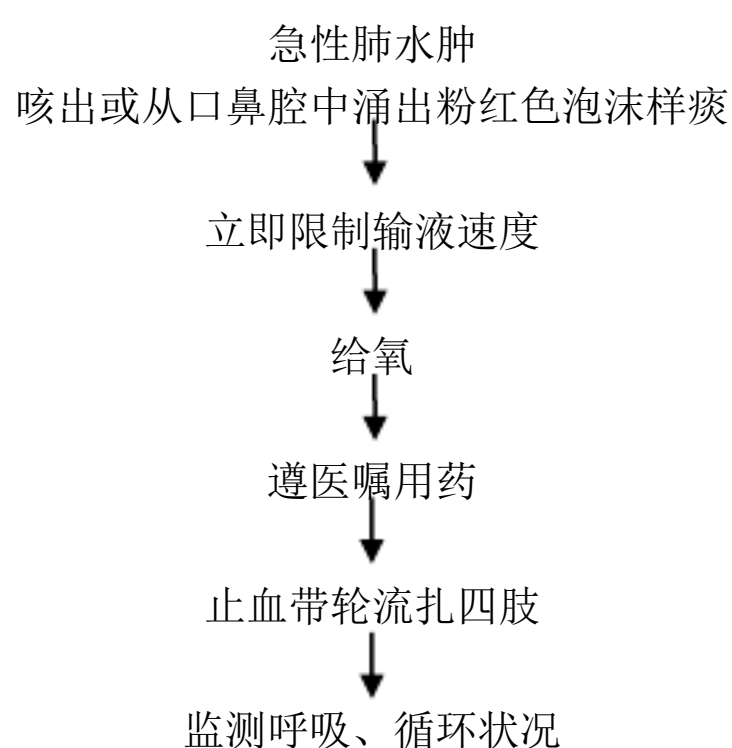 急性肺水肿
咳出或从口鼻腔中涌出粉红色泡沫样痰
立即限制输液速度
给氧
遵医嘱用药
止血带轮流扎四肢
监测呼吸、循环状况